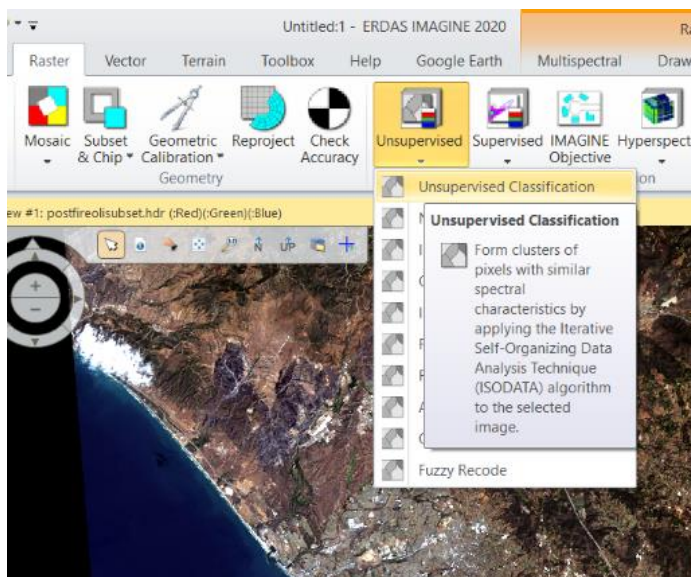 Untitled:1 - ERDAS IMAGINE 2020
Raster Vector Terrain Toolbox Help Google Earth Multispectral Draw
Mosaic Subset & Chip Geometric Calibration Reproject Check Accuracy Unsupervised Supervised IMAGINE Objective Hyperspect
Geometry
ew #1: postfireolisubset.hdr (:Red)(:Green)(:Blue)
UP
Unsupervised Classification
Unsupervised Classification
Form clusters of
pixels with similar
spectral
characteristics by
applying the Iterative
Self-Organizing Data
Analysis Technique
(ISODATA) algorithm
to the selected
image.
Fuzzy Recode